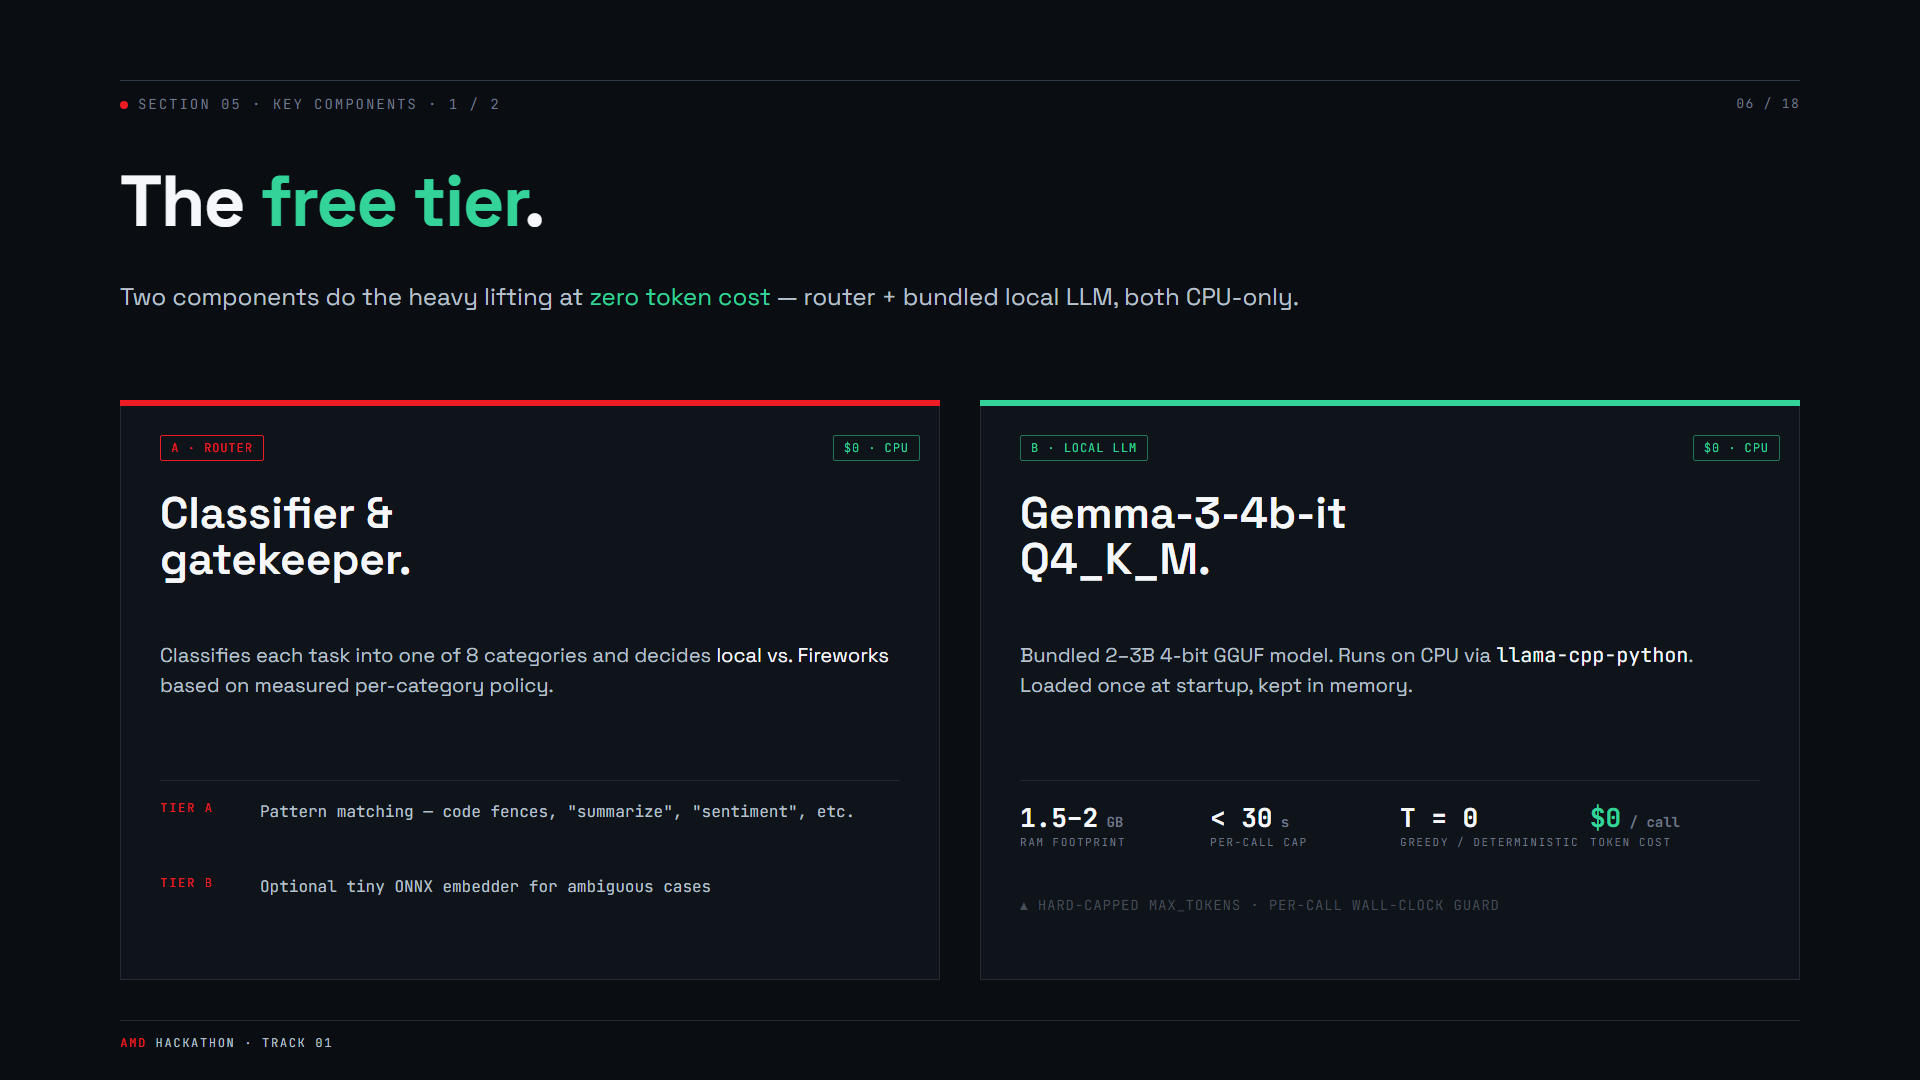 SECTION 05 · KEY COMPONENTS · 1 / 2
06 / 18
The free tier.
Two components do the heavy lifting at zero token cost — router + bundled local LLM, both CPU-only.
A · ROUTER
$0 · CPU
Classifier &
gatekeeper.
Classifies each task into one of 8 categories and decides local vs. Fireworks
based on measured per-category policy.
TIER A
Pattern matching — code fences, "summarize", "sentiment", etc.
TIER B
Optional tiny ONNX embedder for ambiguous cases
B · LOCAL LLM
$0 · CPU
Gemma-3-4b-it
Q4_K_M.
Bundled 2–3B 4-bit GGUF model. Runs on CPU via llama-cpp-python.
Loaded once at startup, kept in memory.
1.5–2 GB
RAM FOOTPRINT
< 30 s
PER-CALL CAP
T = 0
GREEDY / DETERMINISTIC
$0 / call
TOKEN COST
▲ HARD-CAPPED MAX_TOKENS · PER-CALL WALL-CLOCK GUARD
AMD HACKATHON · TRACK 01